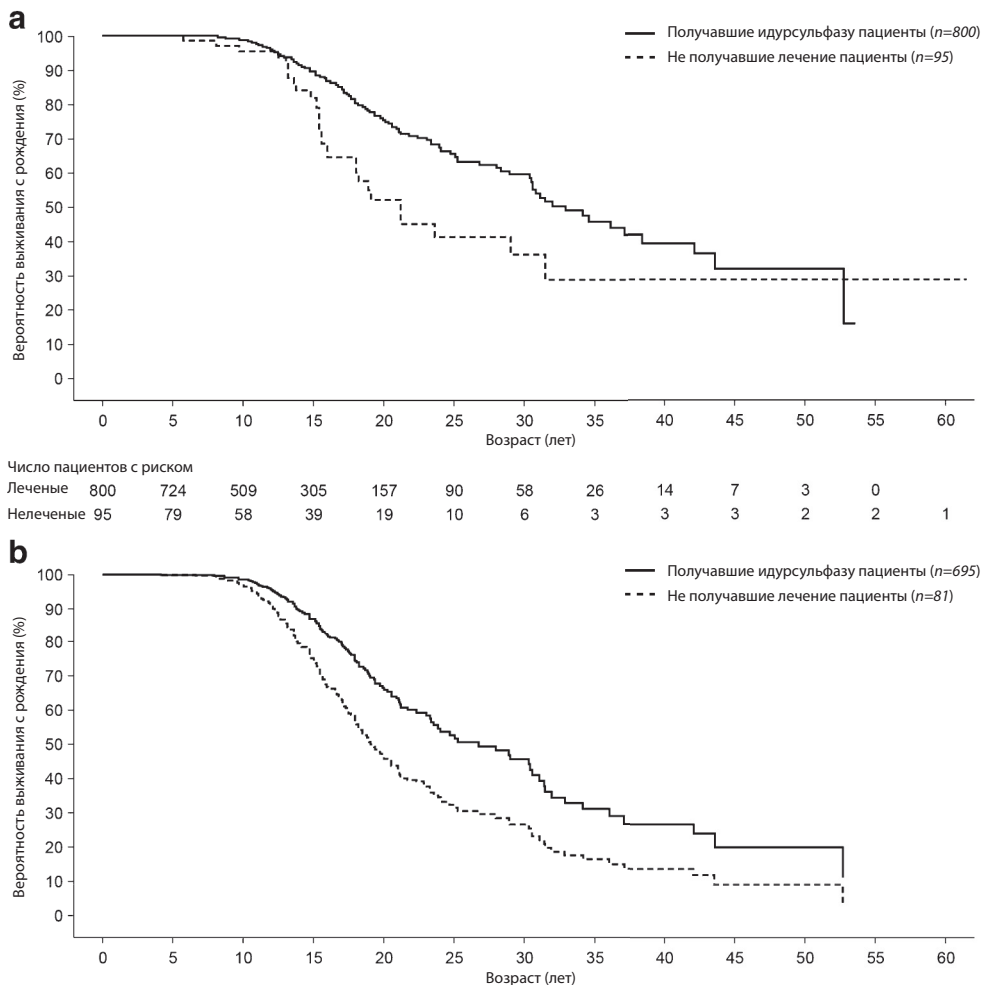 a
Получавшие идурсульфазу пациенты (n=800)
Не получавшие лечение пациенты (n=95)
Вероятность выживания с рождения (%)
100
90
80
70
60
50
40
30
20
10
0
0 5 10 15 20 25 30 35 40 45 50 55 60
Возраст (лет)
Число пациентов с риском
Леченые 800 724 509 305 157 90 58 26 14 7 3 0
Нелеченые 95 79 58 39 19 10 6 3 3 3 2 2 1
b
Получавшие идурсульфазу пациенты (n=695)
Не получавшие лечение пациенты (n=81)
Вероятность выживания с рождения (%)
100
90
80
70
60
50
40
30
20
10
0
0 5 10 15 20 25 30 35 40 45 50 55 60
Возраст (лет)